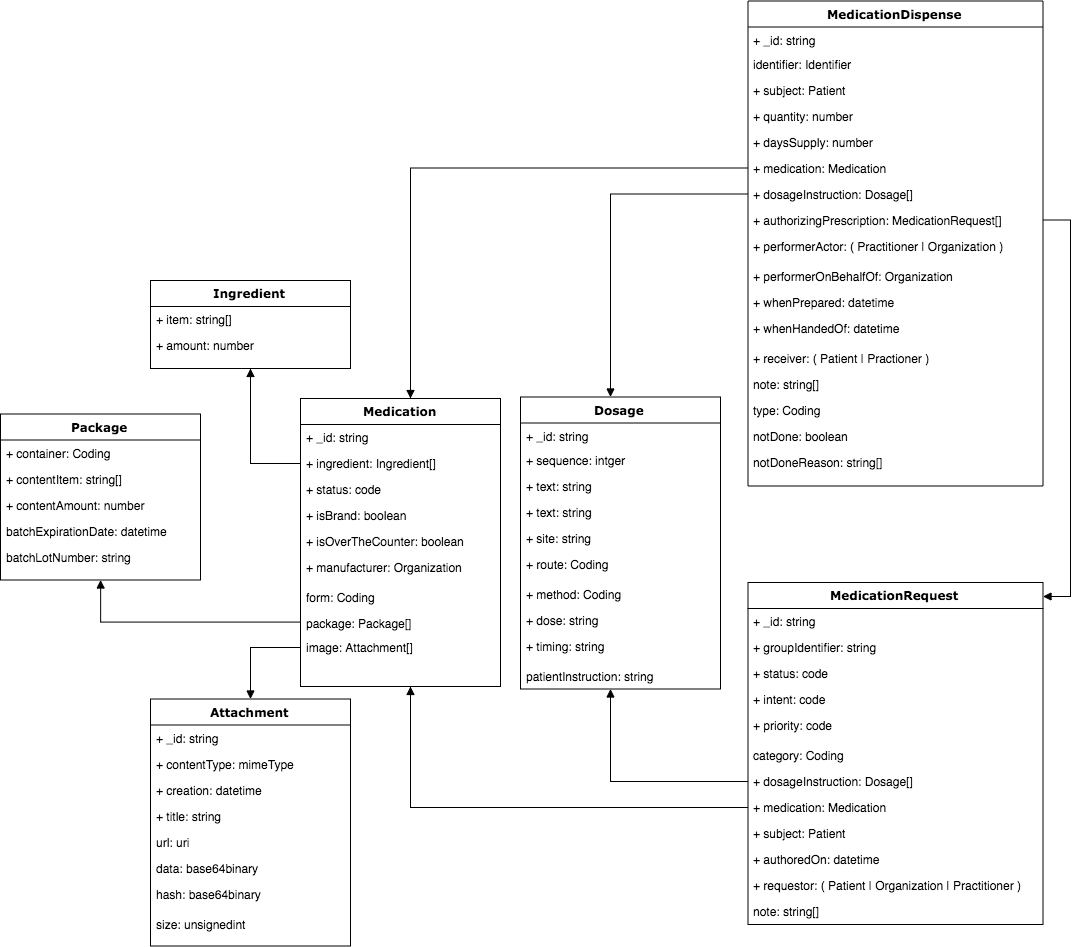 MedicationDispense
+ _id: string
identifier: Identifier
+ subject: Patient
+ quantity: number
+ daysSupply: number
+ medication: Medication
+ dosageInstruction: Dosage[]
+ authorizingPrescription: MedicationRequest[]
+ performerActor: ( Practitioner | Organization )
+ performerOnBehalfOf: Organization
+ whenPrepared: datetime
+ whenHandedOf: datetime
+ receiver: ( Patient | Practioner )
note: string[]
type: Coding
notDone: boolean
notDoneReason: string[]
Ingredient
+ item: string[]
+ amount: number
Package
+ container: Coding
+ contentItem: string[]
+ contentAmount: number
batchExpirationDate: datetime
batchLotNumber: string
Medication
+ _id: string
+ ingredient: Ingredient[]
+ status: code
+ isBrand: boolean
+ isOverTheCounter: boolean
+ manufacturer: Organization
form: Coding
package: Package[]
image: Attachment[]
Dosage
+ _id: string
+ sequence: intger
+ text: string
+ text: string
+ site: string
+ route: Coding
+ method: Coding
+ dose: string
+ timing: string
patientInstruction: string
Attachment
+ _id: string
+ contentType: mimeType
+ creation: datetime
+ title: string
url: uri
data: base64binary
hash: base64binary
size: unsignedint
MedicationRequest
+ _id: string
+ groupIdentifier: string
+ status: code
+ intent: code
+ priority: code
category: Coding
+ dosageInstruction: Dosage[]
+ medication: Medication
+ subject: Patient
+ authoredOn: datetime
+ requestor: ( Patient | Organization | Practitioner )
note: string[]